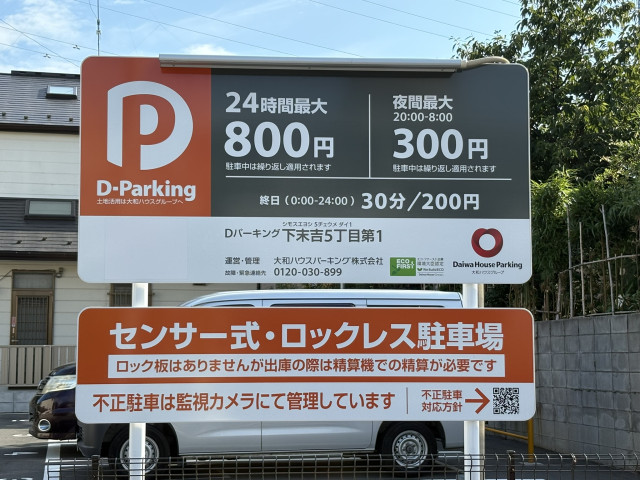 D-Parking
土地活用は大和ハウスグループへ
24時間最大
800円
駐車中は繰り返し適用されます
夜間最大
20:00-8:00
300円
駐車中は繰り返し適用されます
終日(0:00-24:00) 30分/200円
シモスエヨシ 5チョウメ ダイ1
Dパーキング 下末吉5丁目第1
運営・管理 大和ハウスパーキング株式会社
故障・緊急連絡先 0120-030-899
ECO FIRST
Daiwa House Parking
大和ハウスグループ
センサー式・ロックレス駐車場
ロック板はありませんが出庫の際は精算機での精算が必要です
不正駐車は監視カメラにて管理しています
不正駐車
対応方針